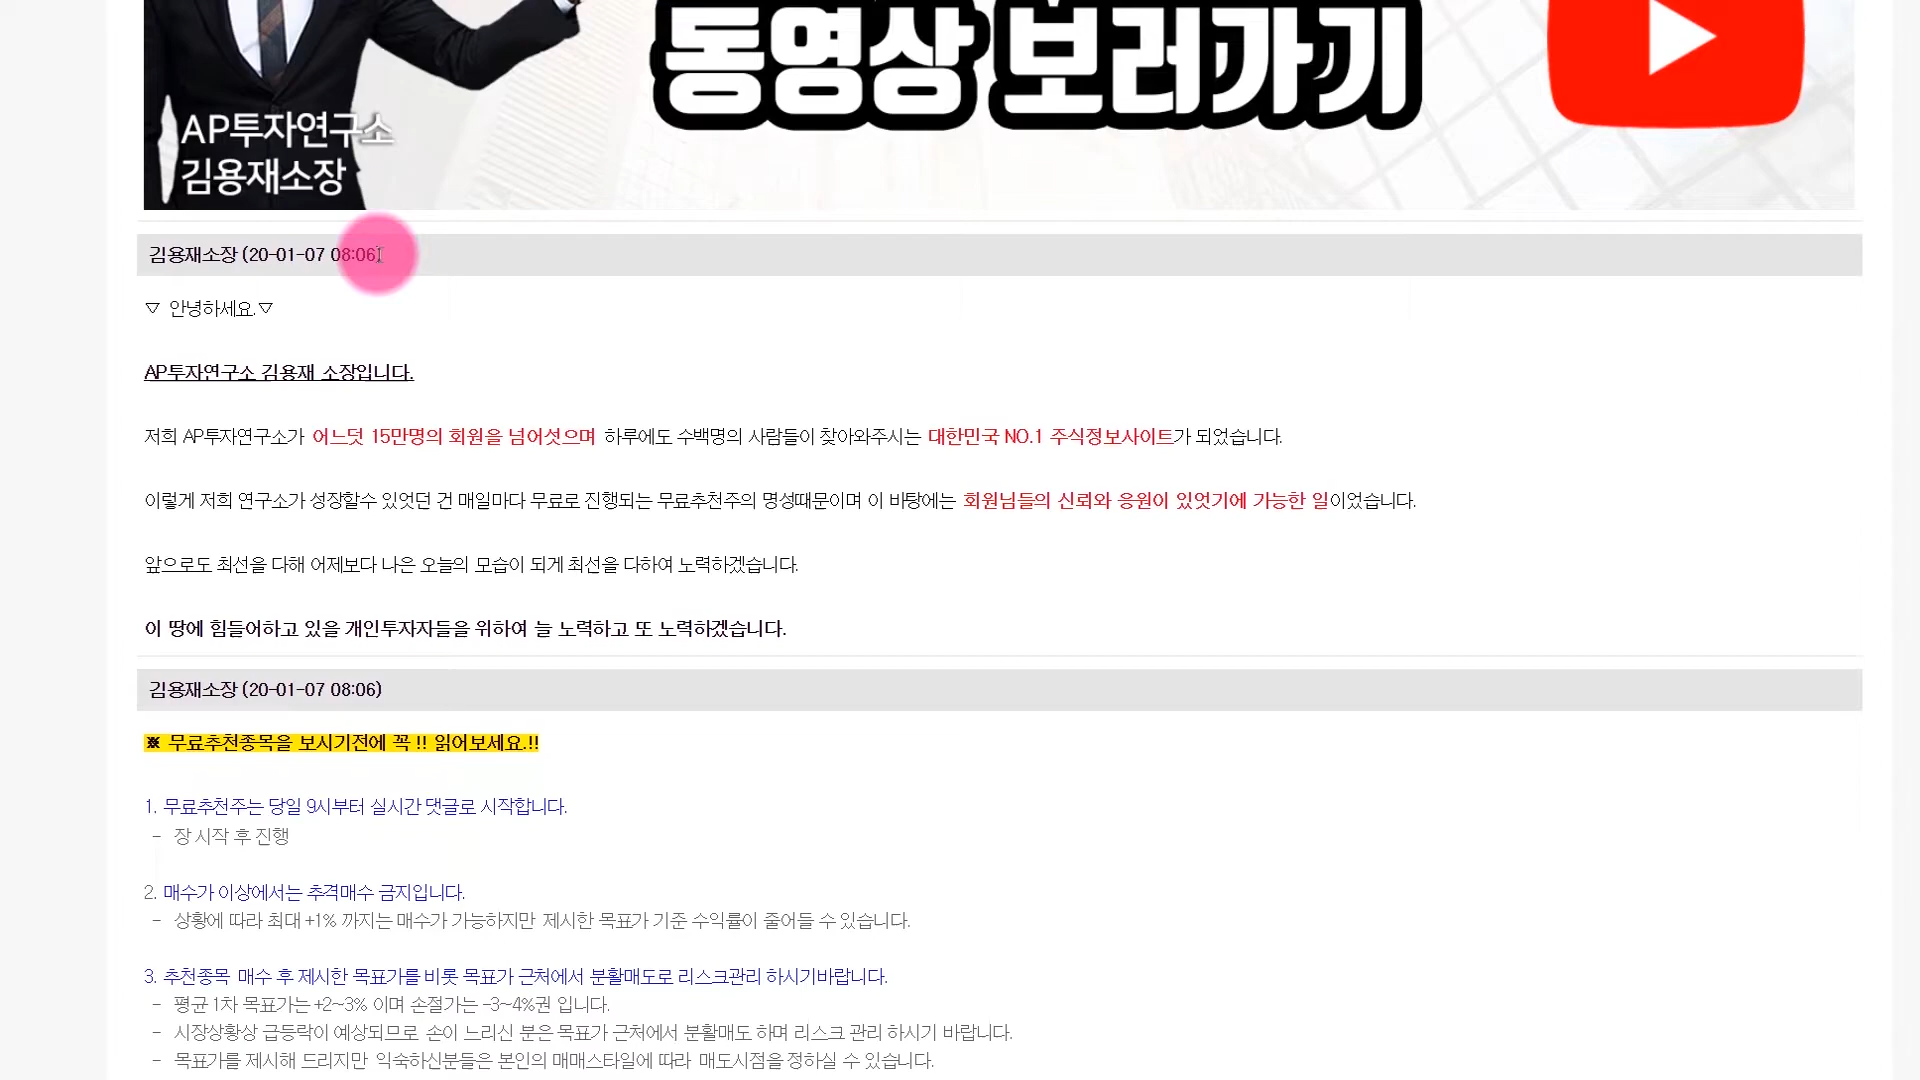 동영상 보러가기
AP투자연구소
김용재소장
김용재소장 (20-01-07 08:06)
▽ 안녕하세요.▽
AP투자연구소 김용재 소장입니다.
저희 AP투자연구소가 어느덧 15만명의 회원을 넘어섯으며 하루에도 수백명의 사람들이 찾아와주시는 대한민국 NO.1 주식정보사이트가 되었습니다.
이렇게 저희 연구소가 성장할수 있었던 건 매일마다 무료로 진행되는 무료추천주의 명성때문이며 이 바탕에는 회원님들의 신뢰와 응원이 있엇기에 가능한 일이었습니다.
앞으로도 최선을 다해 어제보다 나은 오늘의 모습이 되게 최선을 다하여 노력하겠습니다.
이 땅에 힘들어하고 있을 개인투자자들을 위하여 늘 노력하고 또 노력하겠습니다.
김용재소장 (20-01-07 08:06)
※ 무료추천종목을 보시기전에 꼭 !! 읽어보세요.!!
1. 무료추천주는 당일 9시부터 실시간 댓글로 시작합니다.
- 장 시작 후 진행
2. 매수가 이상에서는 추격매수 금지입니다.
- 상황에 따라 최대 +1% 까지는 매수가 가능하지만 제시한 목표가 기준 수익률이 줄어들 수 있습니다.
3. 추천종목 매수 후 제시한 목표가를 비롯 목표가 근처에서 분활매도로 리스크관리 하시기바랍니다.
- 평균 1차 목표가는 +2~3% 이며 손절가는 -3~4%권 입니다.
- 시장상황상 급등락이 예상되므로 손이 느리신 분은 목표가 근처에서 분활매도 하며 리스크 관리 하시기 바랍니다.
- 목표가를 제시해 드리지만 익숙하신분들은 본인의 매매스타일에 따라 매도시점을 정하실 수 있습니다.